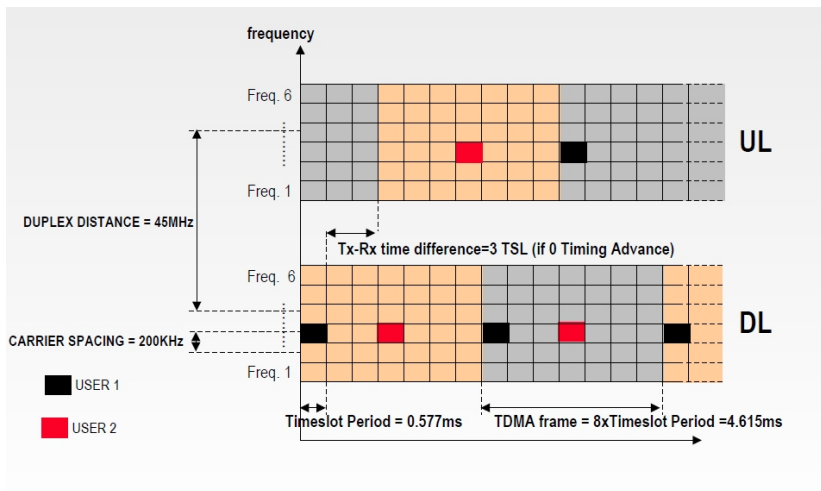 frequency
Freq. 6
UL
Freq. 1
DUPLEX DISTANCE = 45MHz
Tx-Rx time difference=3 TSL (if 0 Timing Advance)
Freq. 6
DL
CARRIER SPACING = 200KHz
Freq. 1
USER 1
Timeslot Period = 0.577ms
TDMA frame = 8xTimeslot Period =4.615ms
USER 2